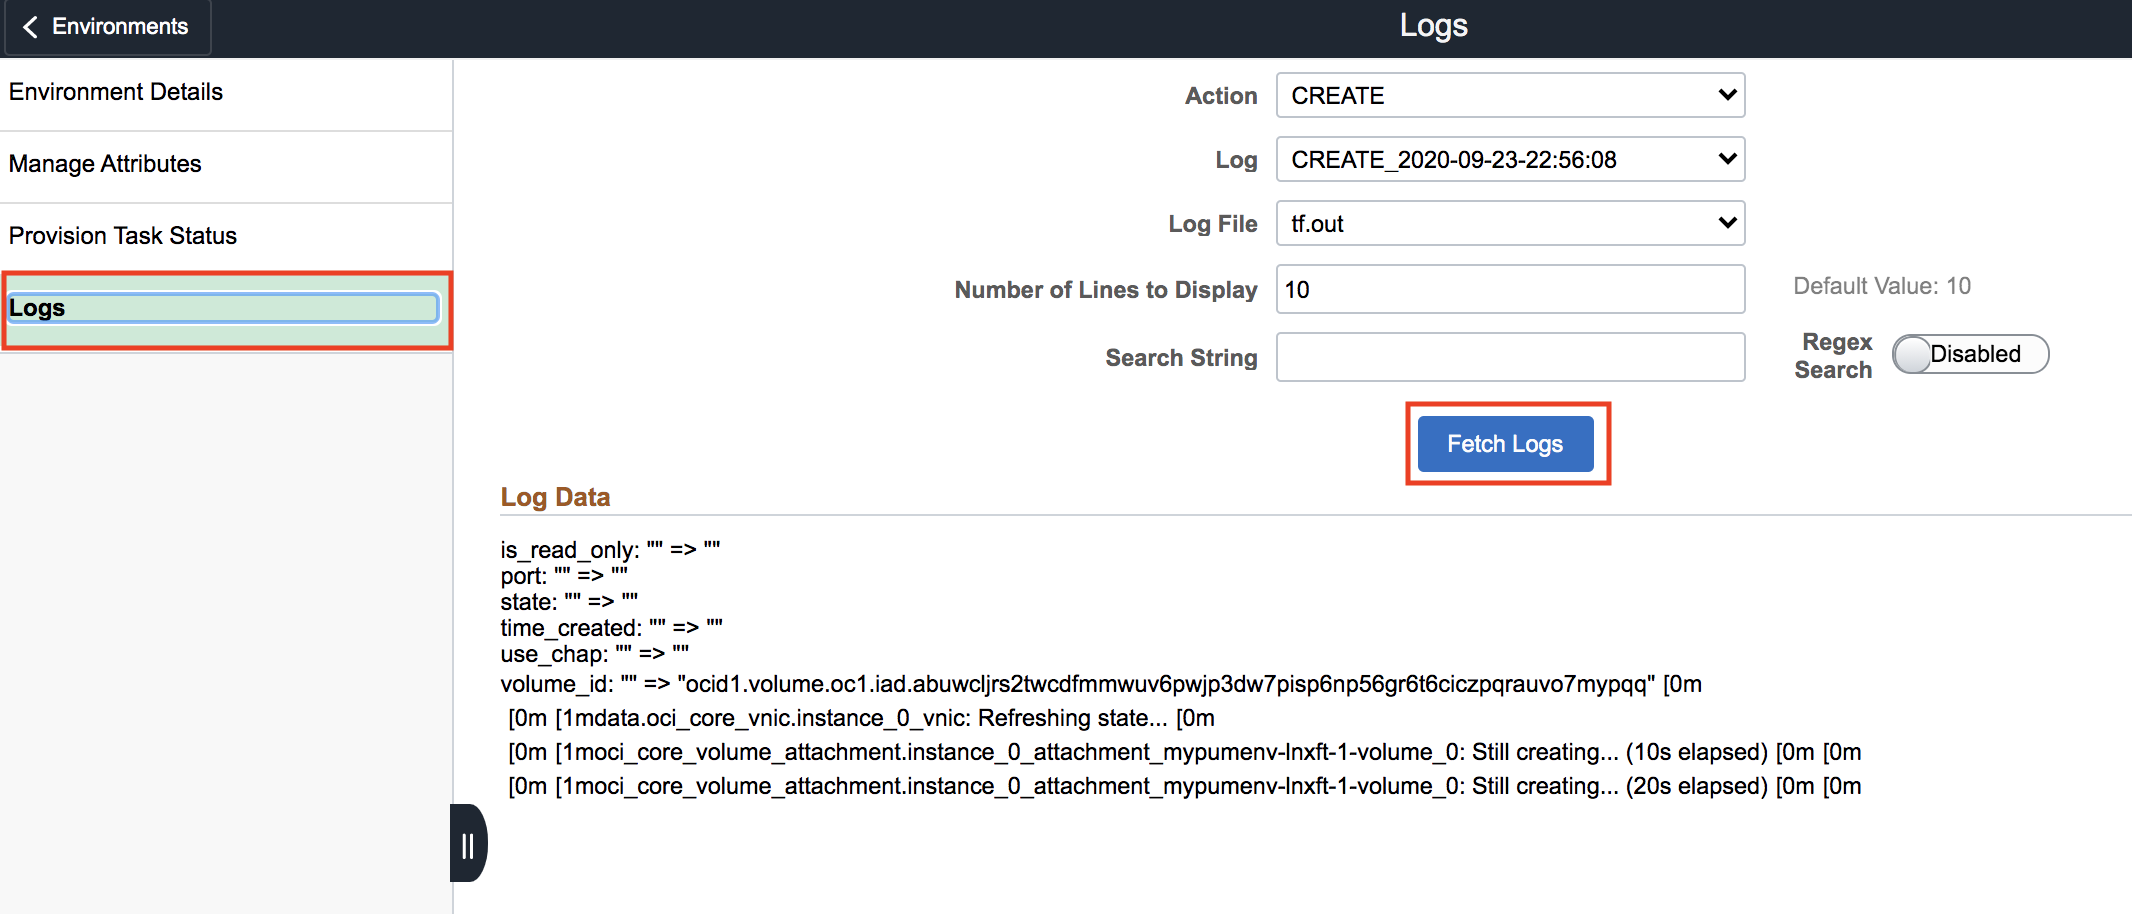 Environments
Logs
Environment Details
Manage Attributes
Provision Task Status
Logs
Action
CREATE
Log
CREATE_2020-09-23-22:56:08
Log File
tf.out
Number of Lines to Display
10
Default Value: 10
Search String
Regex
Search
Disabled
Fetch Logs
Log Data
is_read_only: "" => ""
port: "" => ""
state: "" => ""
time_created: "" => ""
use_chap: "" => ""
volume_id: "" => "ocid1.volume.oc1.iad.abuwcljrs2twcdfmmwuv6pwjp3dw7pisp6np56gr6t6ciczpqrauvo7mypqq" [0m
[0m [1mdata.oci_core_vnic.instance_0_vnic: Refreshing state... [0m
[0m [1moci_core_volume_attachment.instance_0_attachment_mypumenv-lnxft-1-volume_0: Still creating... (10s elapsed) [0m [0m
[0m [1moci_core_volume_attachment.instance_0_attachment_mypumenv-lnxft-1-volume_0: Still creating... (20s elapsed) [0m [0m